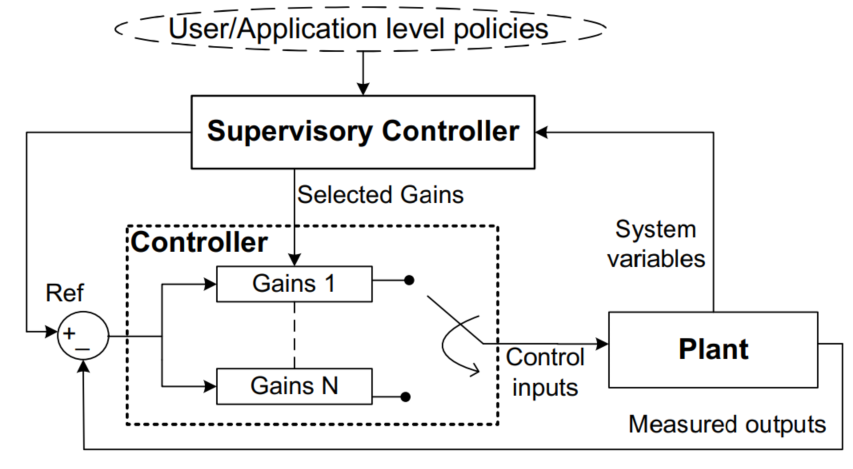 User/Application level policies
Supervisory Controller
Selected Gains
Controller
System
variables
Gains 1
Ref
+
−
Plant
Control
inputs
Gains N
Measured outputs